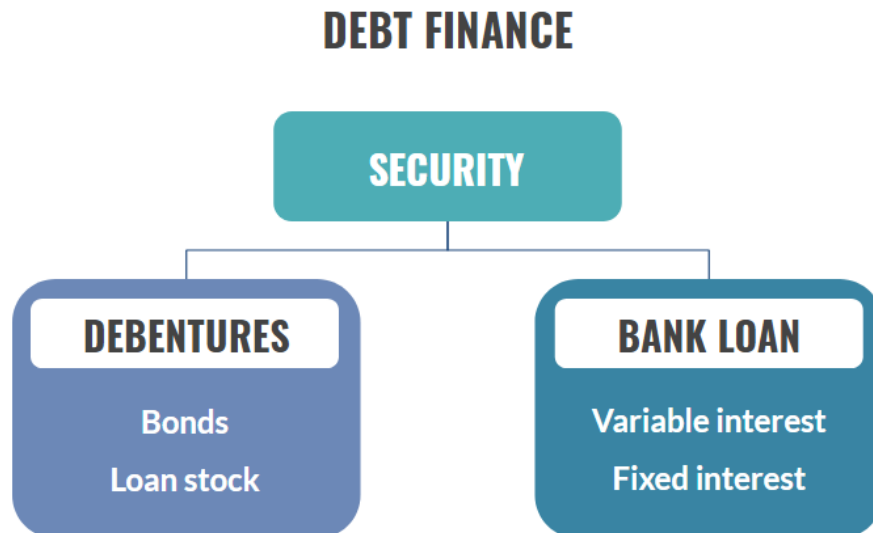 DEBT FINANCE
SECURITY
DEBENTURES
Bonds
Loan stock
BANK LOAN
Variable interest
Fixed interest